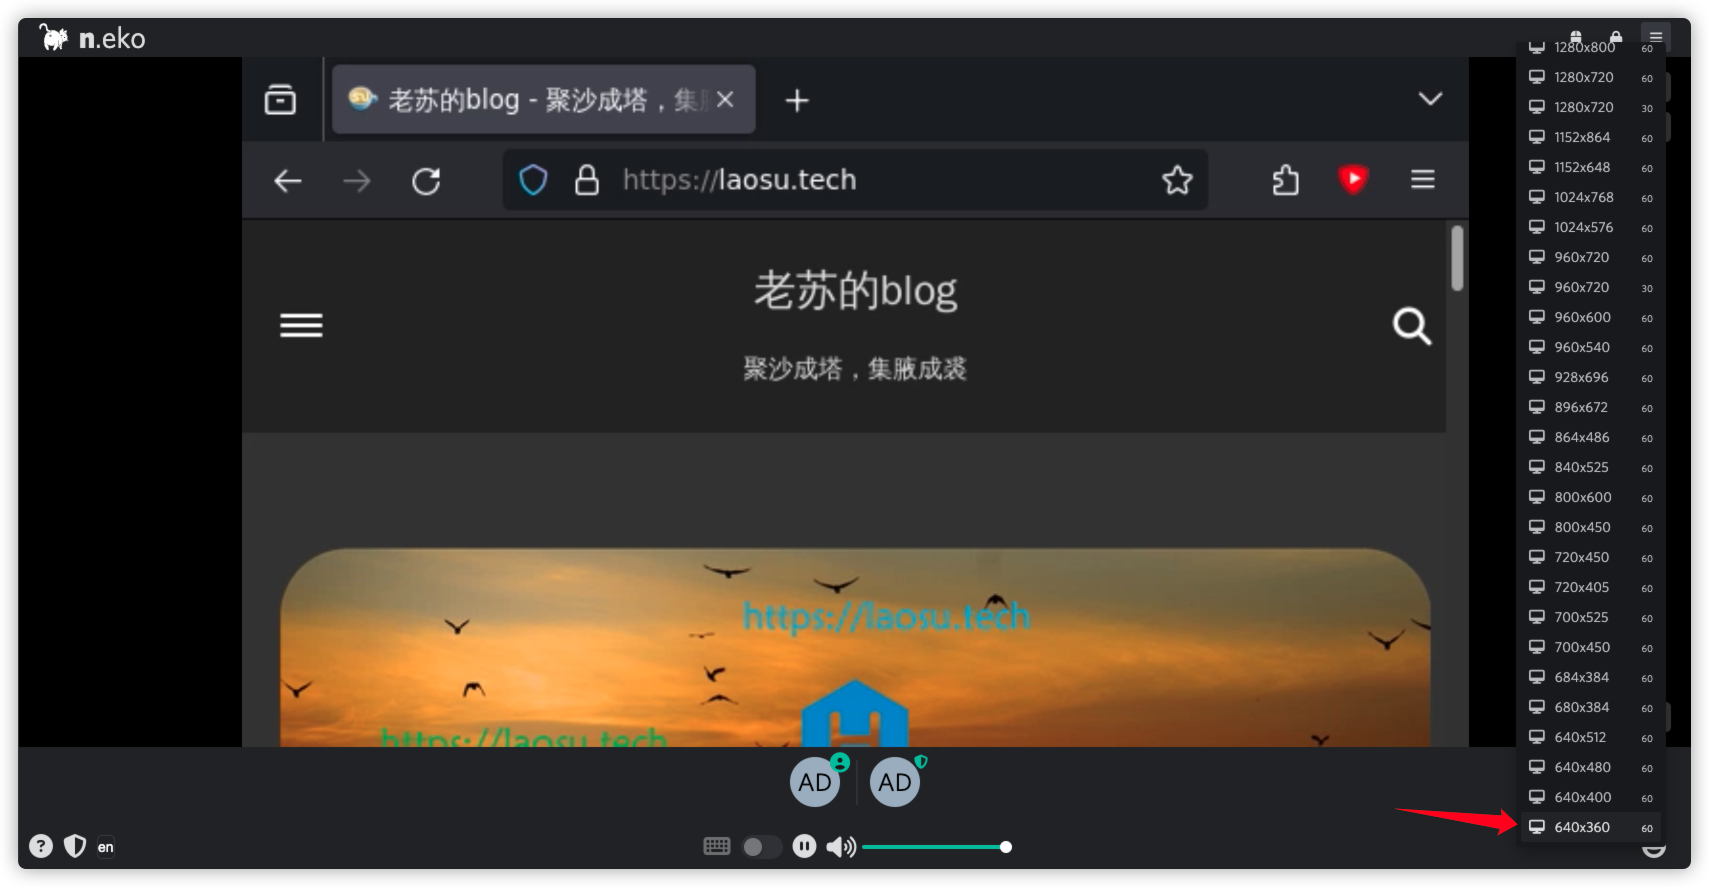 n.eko
老苏的blog - 聚沙成塔，集
https://laosu.tech
老苏的blog
聚沙成塔，集腋成裘
https://laosu.tech
https://laosu.tech
AD
AD
en
1280x800 60
1280x720 60
1280x720 30
1152x864 60
1152x648 60
1024x768 60
1024x576 60
960x720 60
960x720 30
960x600 60
960x540 60
928x696 60
896x672 60
864x486 60
840x525 60
800x600 60
800x450 60
720x450 60
720x405 60
700x525 60
700x450 60
684x384 60
680x384 60
640x512 60
640x480 60
640x400 60
640x360 60